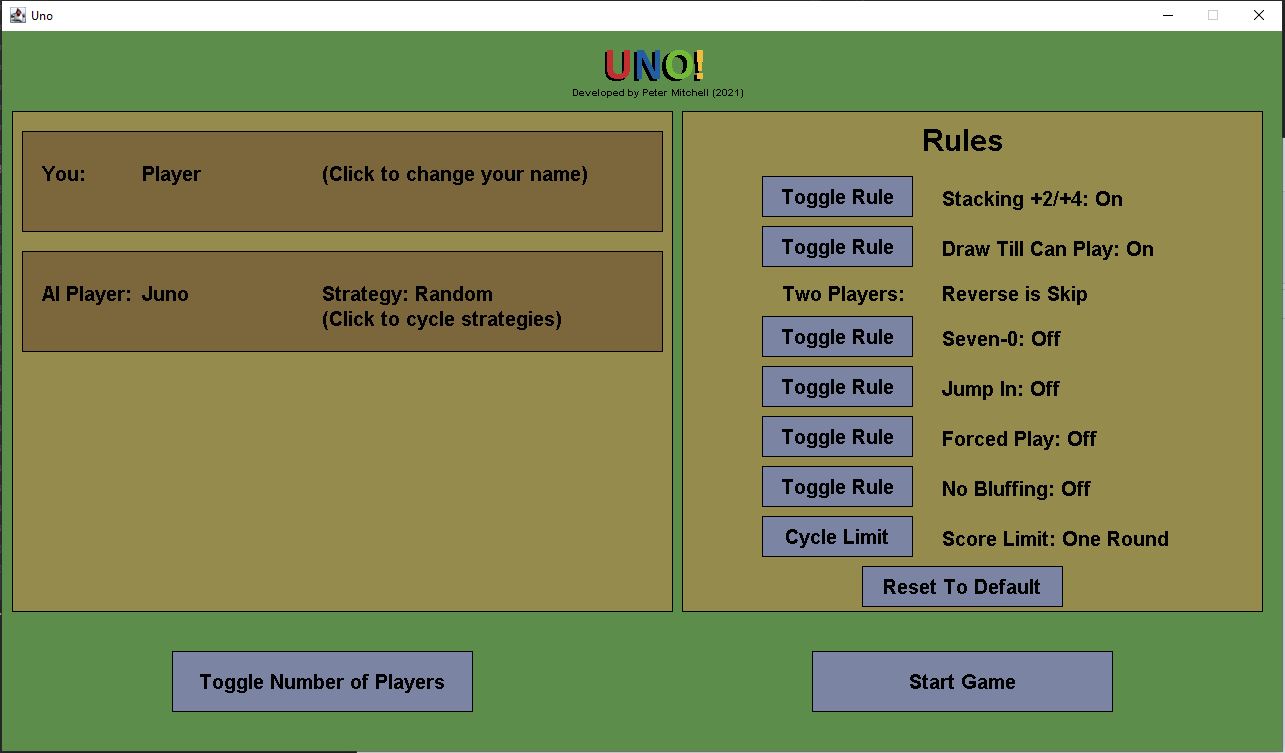 Uno
UNO!
Developed by Peter Mitchell (2021)
You: Player (Click to change your name)
AI Player: Juno Strategy: Random
(Click to cycle strategies)
Rules
Toggle Rule Stacking +2/+4: On
Toggle Rule Draw Till Can Play: On
Two Players: Reverse is Skip
Toggle Rule Seven-0: Off
Toggle Rule Jump In: Off
Toggle Rule Forced Play: Off
Toggle Rule No Bluffing: Off
Cycle Limit Score Limit: One Round
Reset To Default
Toggle Number of Players
Start Game